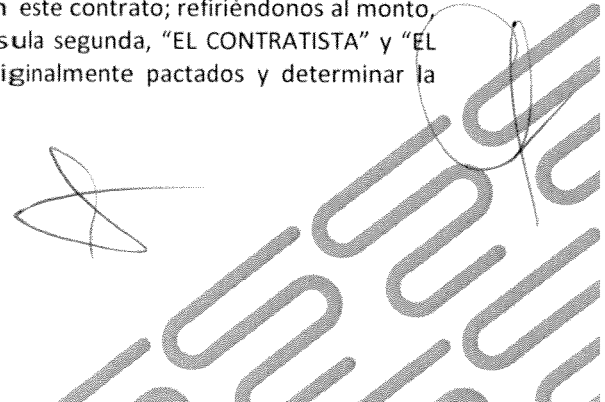 este contrato; refiriéndonos al monto,
sula segunda, “EL CONTRATISTA” y “EL
iginalmente pactados y determinar la